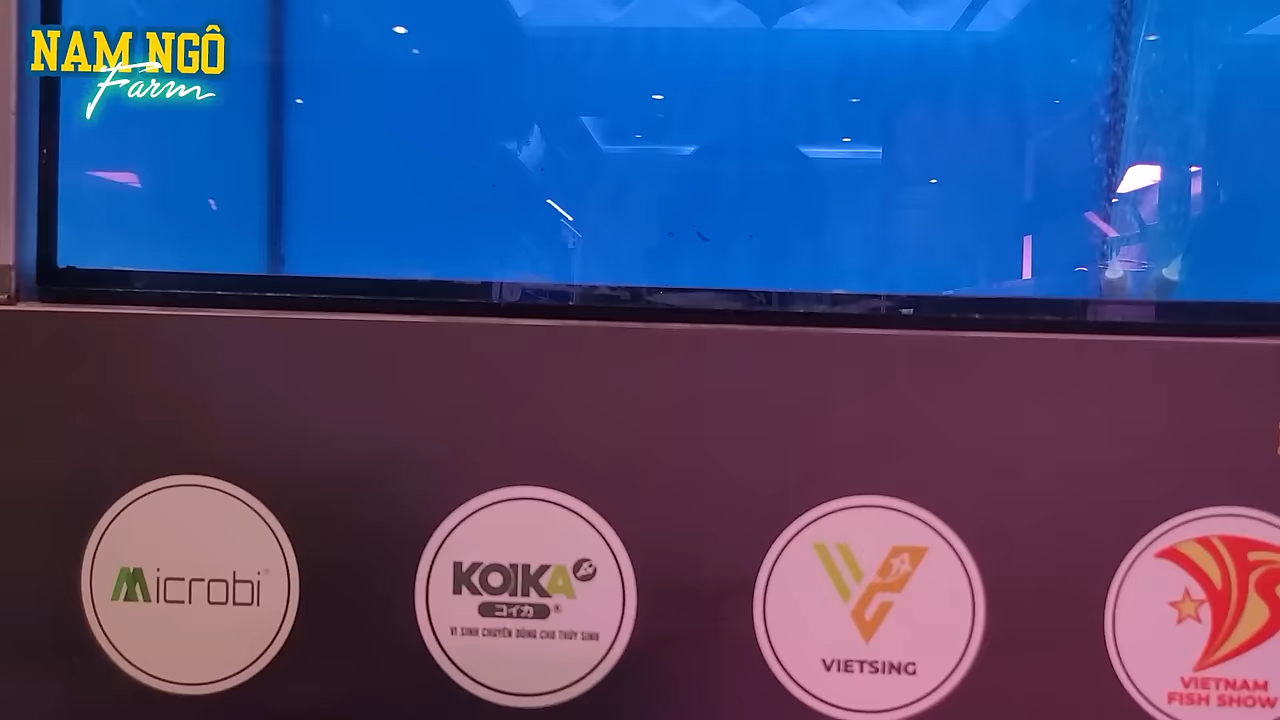 NAM NGÔ
Farm
Microbi
KOIKA
コイカ ®
VI SINH CHUYÊN DÙNG CHO THỦY SINH
VIETSING
VIETNAM
FISH SHOW